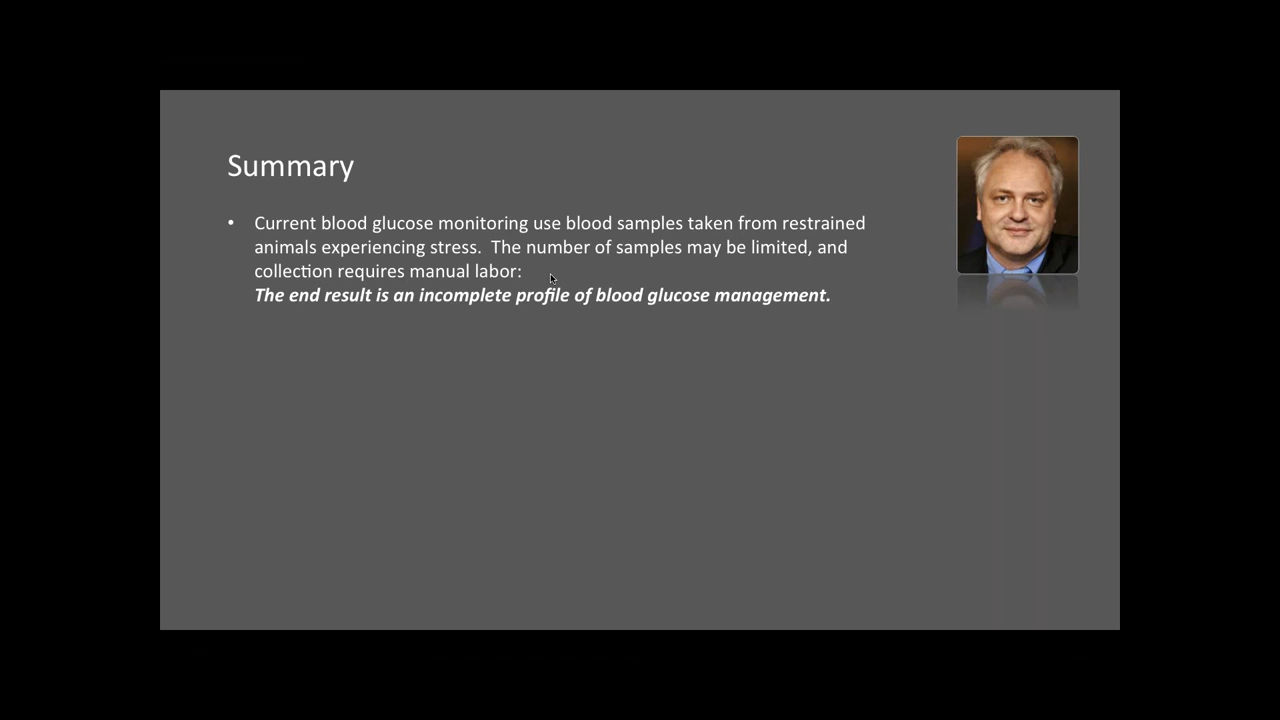 Summary
• Current blood glucose monitoring use blood samples taken from restrained
animals experiencing stress.  The number of samples may be limited, and
collection requires manual labor:
The end result is an incomplete profile of blood glucose management.